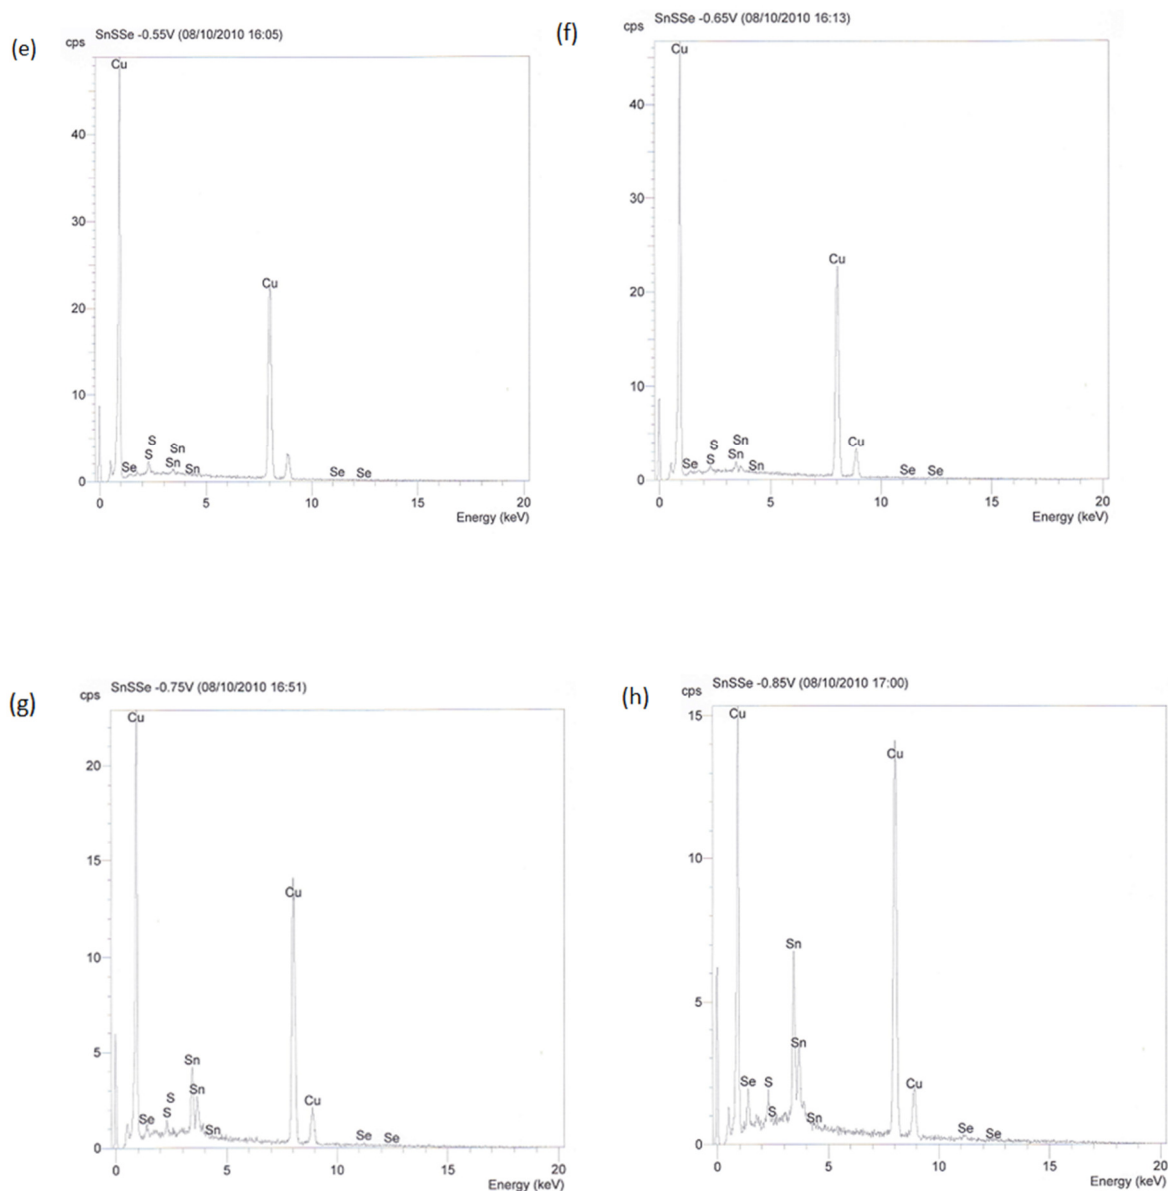 (e)
SnSSe -0.55V (08/10/2010 16:05)
cps
Cu
40
30
20
Cu
10
S
S
Sn
Sn
Se
Sn
Se
Se
0
0
5
10
15
20
Energy (keV)
(f)
SnSSe -0.65V (08/10/2010 16:13)
cps
Cu
40
30
Cu
20
10
S
S
Sn
Sn
Cu
Se
Sn
Se
Se
0
0
5
10
15
20
Energy (keV)
(g)
SnSSe -0.75V (08/10/2010 16:51)
cps
Cu
20
15
Cu
10
5
Sn
Sn
S
S
Se
Cu
Sn
Se
Se
0
0
5
10
15
20
Energy (keV)
(h)
SnSSe -0.85V (08/10/2010 17:00)
cps
15
Cu
Cu
10
Sn
5
Sn
Se
S
Cu
S
Sn
Se
Se
0
0
5
10
15
20
Energy (keV)